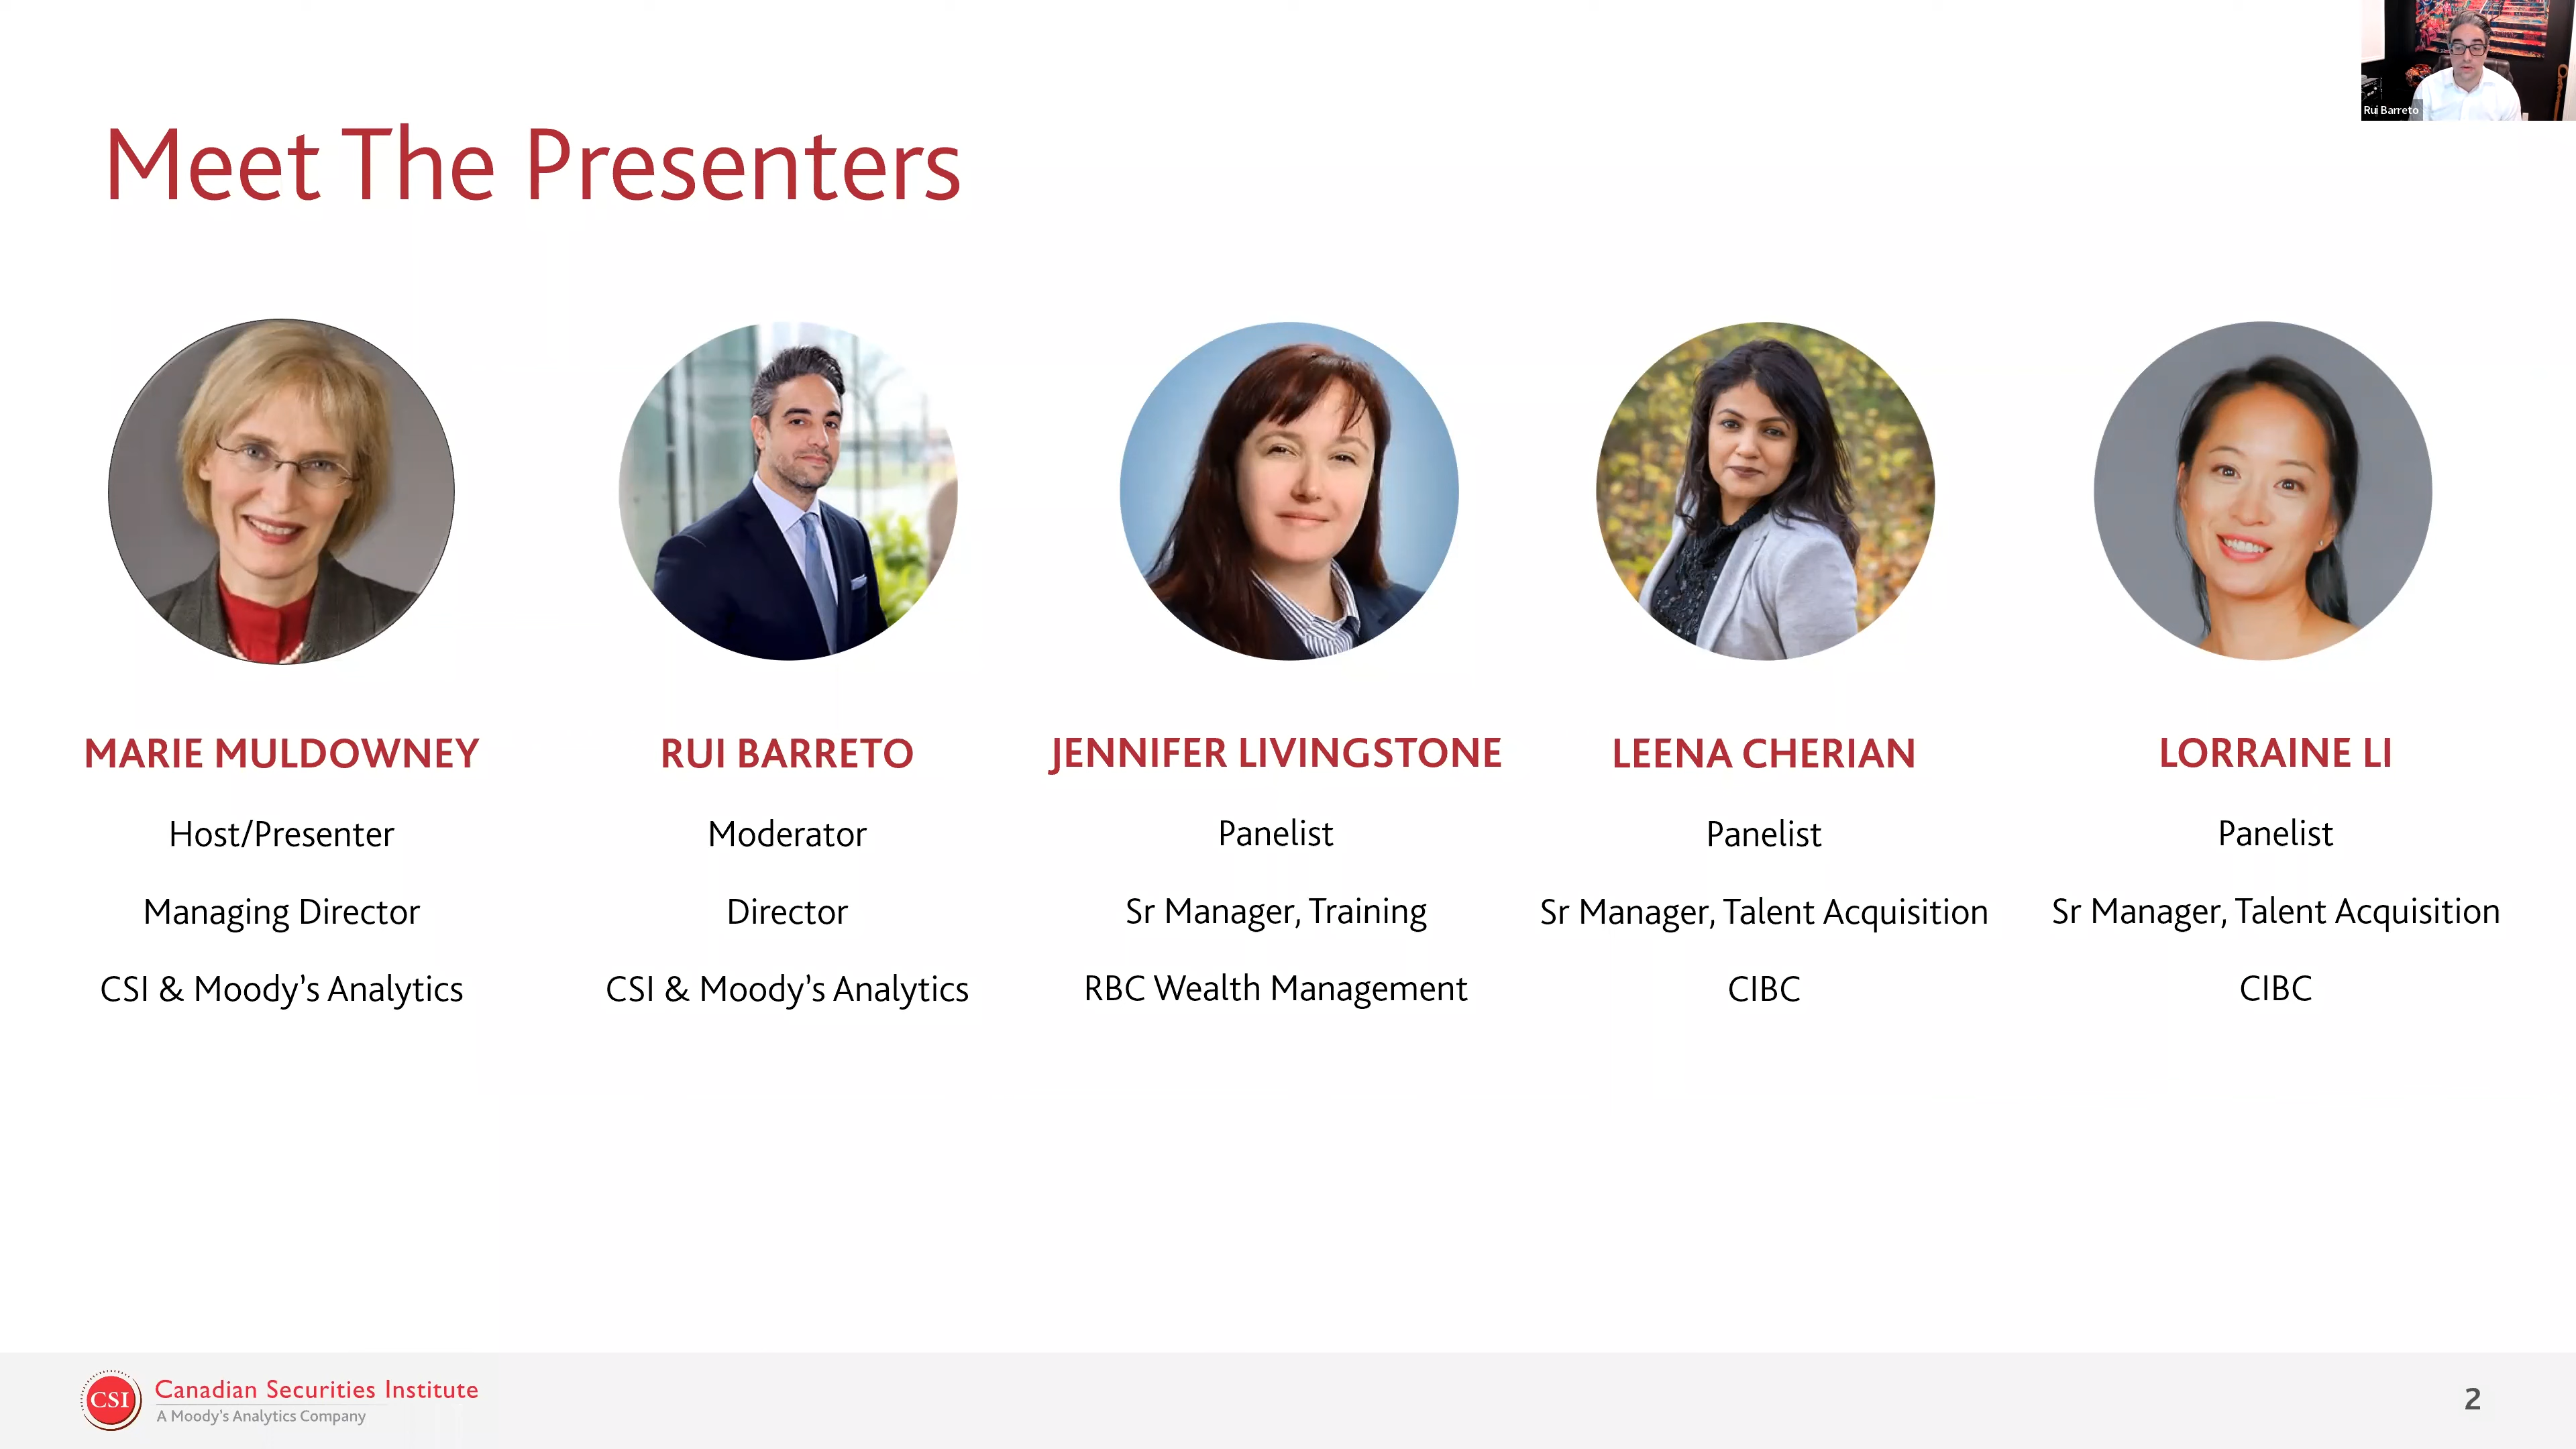 Rui Barreto
Meet The Presenters
MARIE MULDOWNEY
Host/Presenter
Managing Director
CSI & Moody’s Analytics
RUI BARRETO
Moderator
Director
CSI & Moody’s Analytics
JENNIFER LIVINGSTONE
Panelist
Sr Manager, Training
RBC Wealth Management
LEENA CHERIAN
Panelist
Sr Manager, Talent Acquisition
CIBC
LORRAINE LI
Panelist
Sr Manager, Talent Acquisition
CIBC
CSI
Canadian Securities Institute
A Moody’s Analytics Company
2